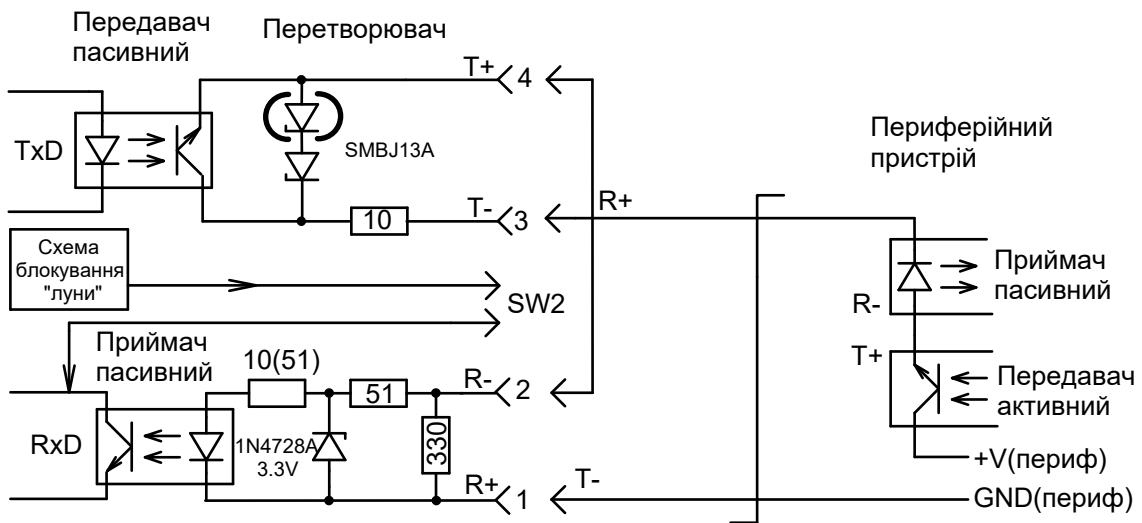 Передавач
пасивний
Перетворювач
T+
4
TxD
SMBJ13A
Периферійний
пристрій
T-
3
R+
10
Схема
блокування
"луни"
SW2
Приймач
пасивний
R-
T+
Приймач
пасивний
10(51)
R-
2
51
Передавач
активний
RxD
1N4728A
3.3V
330
+V(периф)
R+
1
T-
GND(периф)